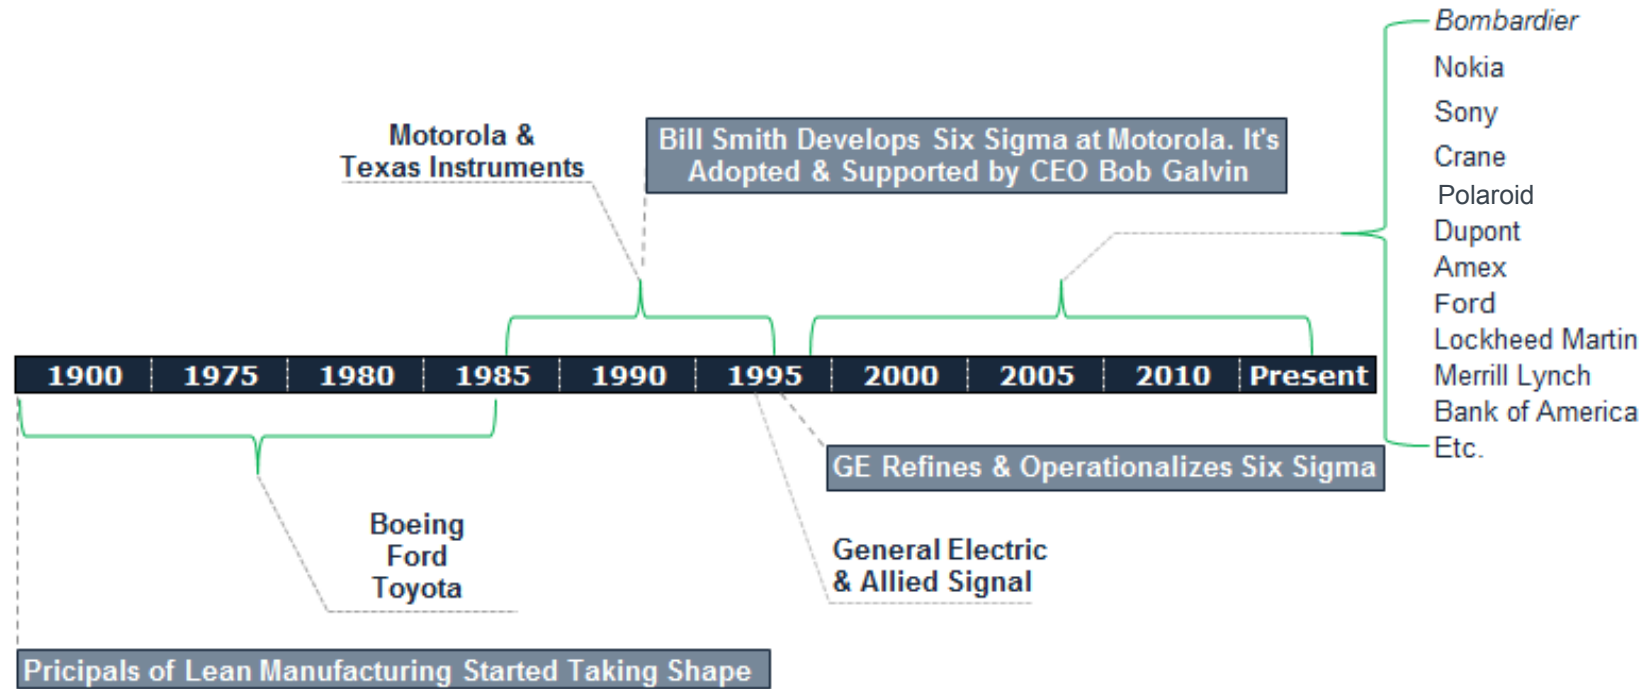 Bombardier
Nokia
Sony
Crane
Polaroid
Dupont
Amex
Ford
Lockheed Martin
Merrill Lynch
Bank of America
Etc.
Motorola &
Texas Instruments
Bill Smith Develops Six Sigma at Motorola. It's
Adopted & Supported by CEO Bob Galvin
1900 1975 1980 1985 1990 1995 2000 2005 2010 Present
GE Refines & Operationalizes Six Sigma
Boeing
Ford
Toyota
General Electric
& Allied Signal
Pricipals of Lean Manufacturing Started Taking Shape